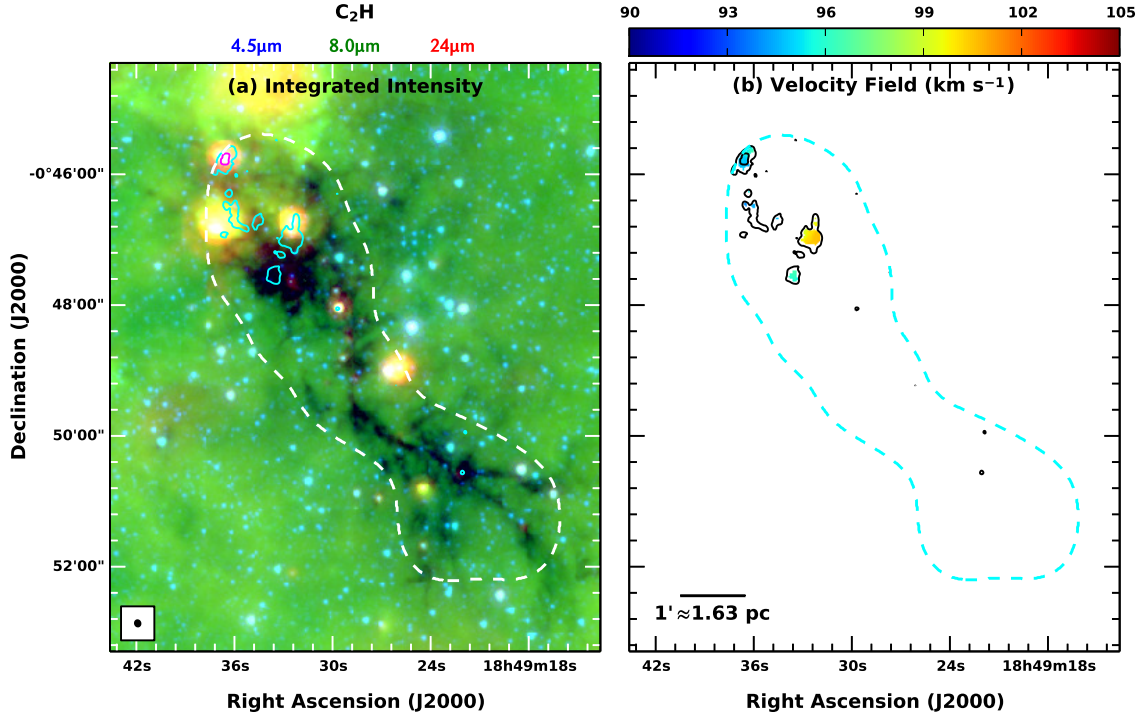 C₂H
4.5μm 8.0μm 24μm
90 93 96 99 102 105
(a) Integrated Intensity
(b) Velocity Field (km s⁻¹)
-0°46'00"
48'00"
50'00"
52'00"
Declination (J2000)
1'≈1.63 pc
42s 36s 30s 24s 18h49m18s
42s 36s 30s 24s 18h49m18s
Right Ascension (J2000)
Right Ascension (J2000)